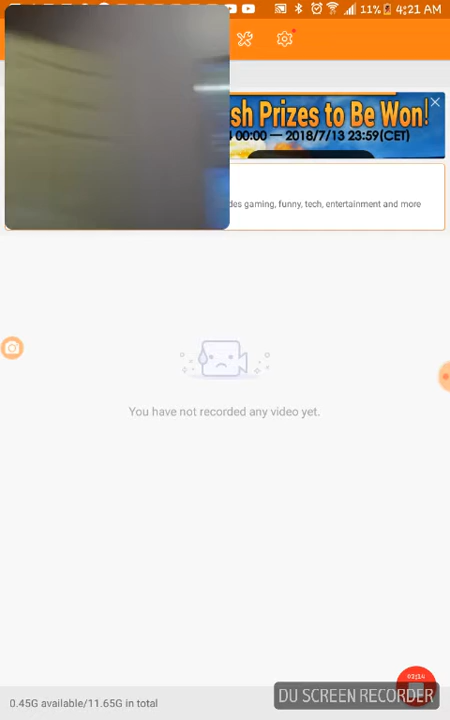 11% 4:21 AM
sh Prizes to Be Won!
00:00 — 2018/7/13 23:59(CET)
des gaming, funny, tech, entertainment and more
You have not recorded any video yet.
0.45G available/11.65G in total
02:14
DU SCREEN RECORDER